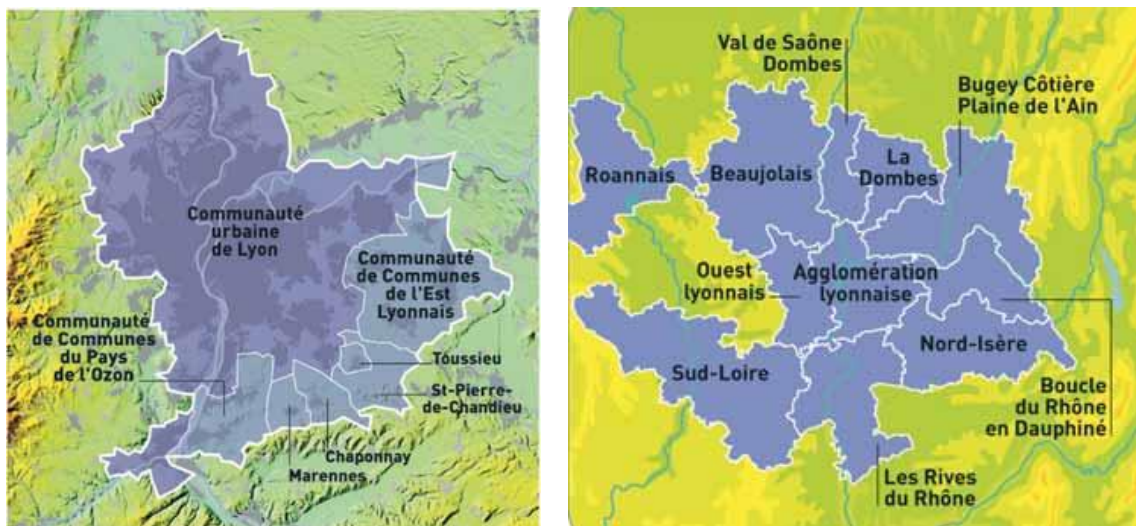 Communauté
urbaine
de Lyon
Communauté
de Communes
de l'Est
Lyonnais
Communauté
de Communes
du Pays
de l'Ozon
Toussieu
St-Pierre-
de-Chandieu
Chaponnay
Marennes
Val de Saône
Dombes
Bugey Côtière
Plaine de l'Ain
Roannais
Beaujolais
La
Dombes
Ouest
lyonnais
Agglomération
lyonnaise
Nord-Isère
Sud-Loire
Boucle
du Rhône
en Dauphiné
Les Rives
du Rhône